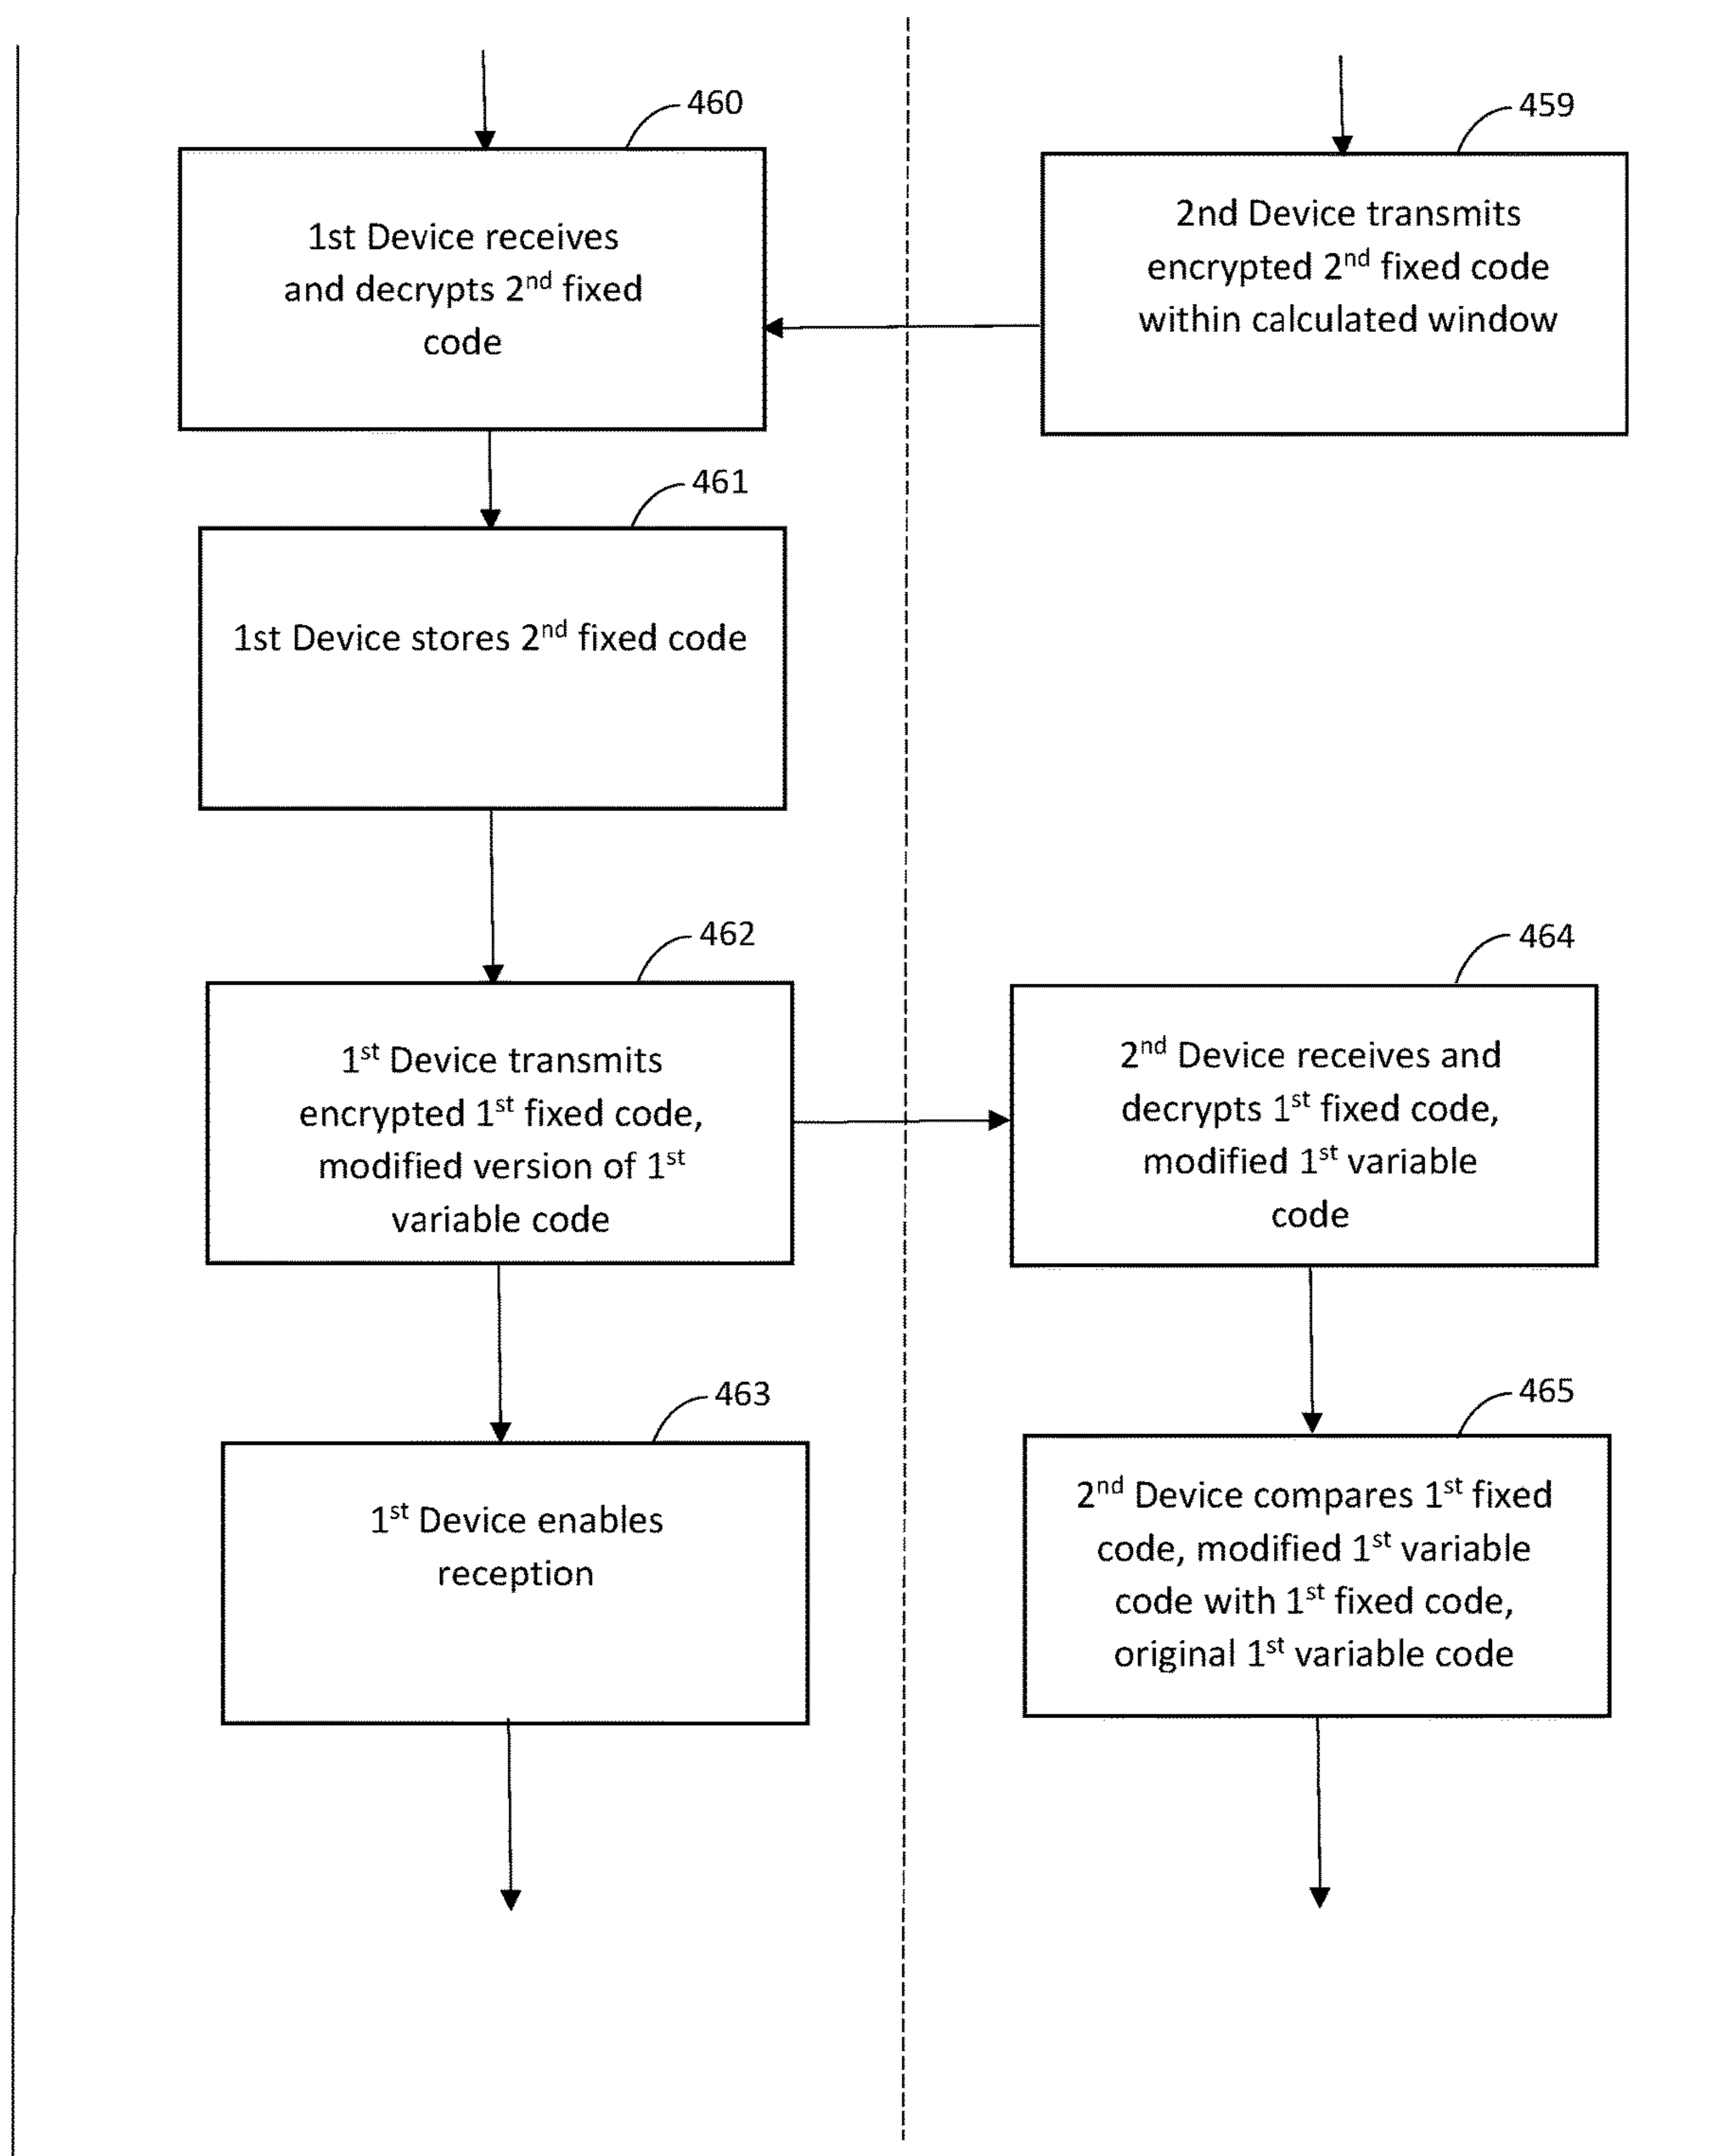 460
1st Device receives
and decrypts 2nd fixed
code
459
2nd Device transmits
encrypted 2nd fixed code
within calculated window
461
1st Device stores 2nd fixed code
462
1st Device transmits
encrypted 1st fixed code,
modified version of 1st
variable code
464
2nd Device receives and
decrypts 1st fixed code,
modified 1st variable
code
463
1st Device enables
reception
465
2nd Device compares 1st fixed
code, modified 1st variable
code with 1st fixed code,
original 1st variable code